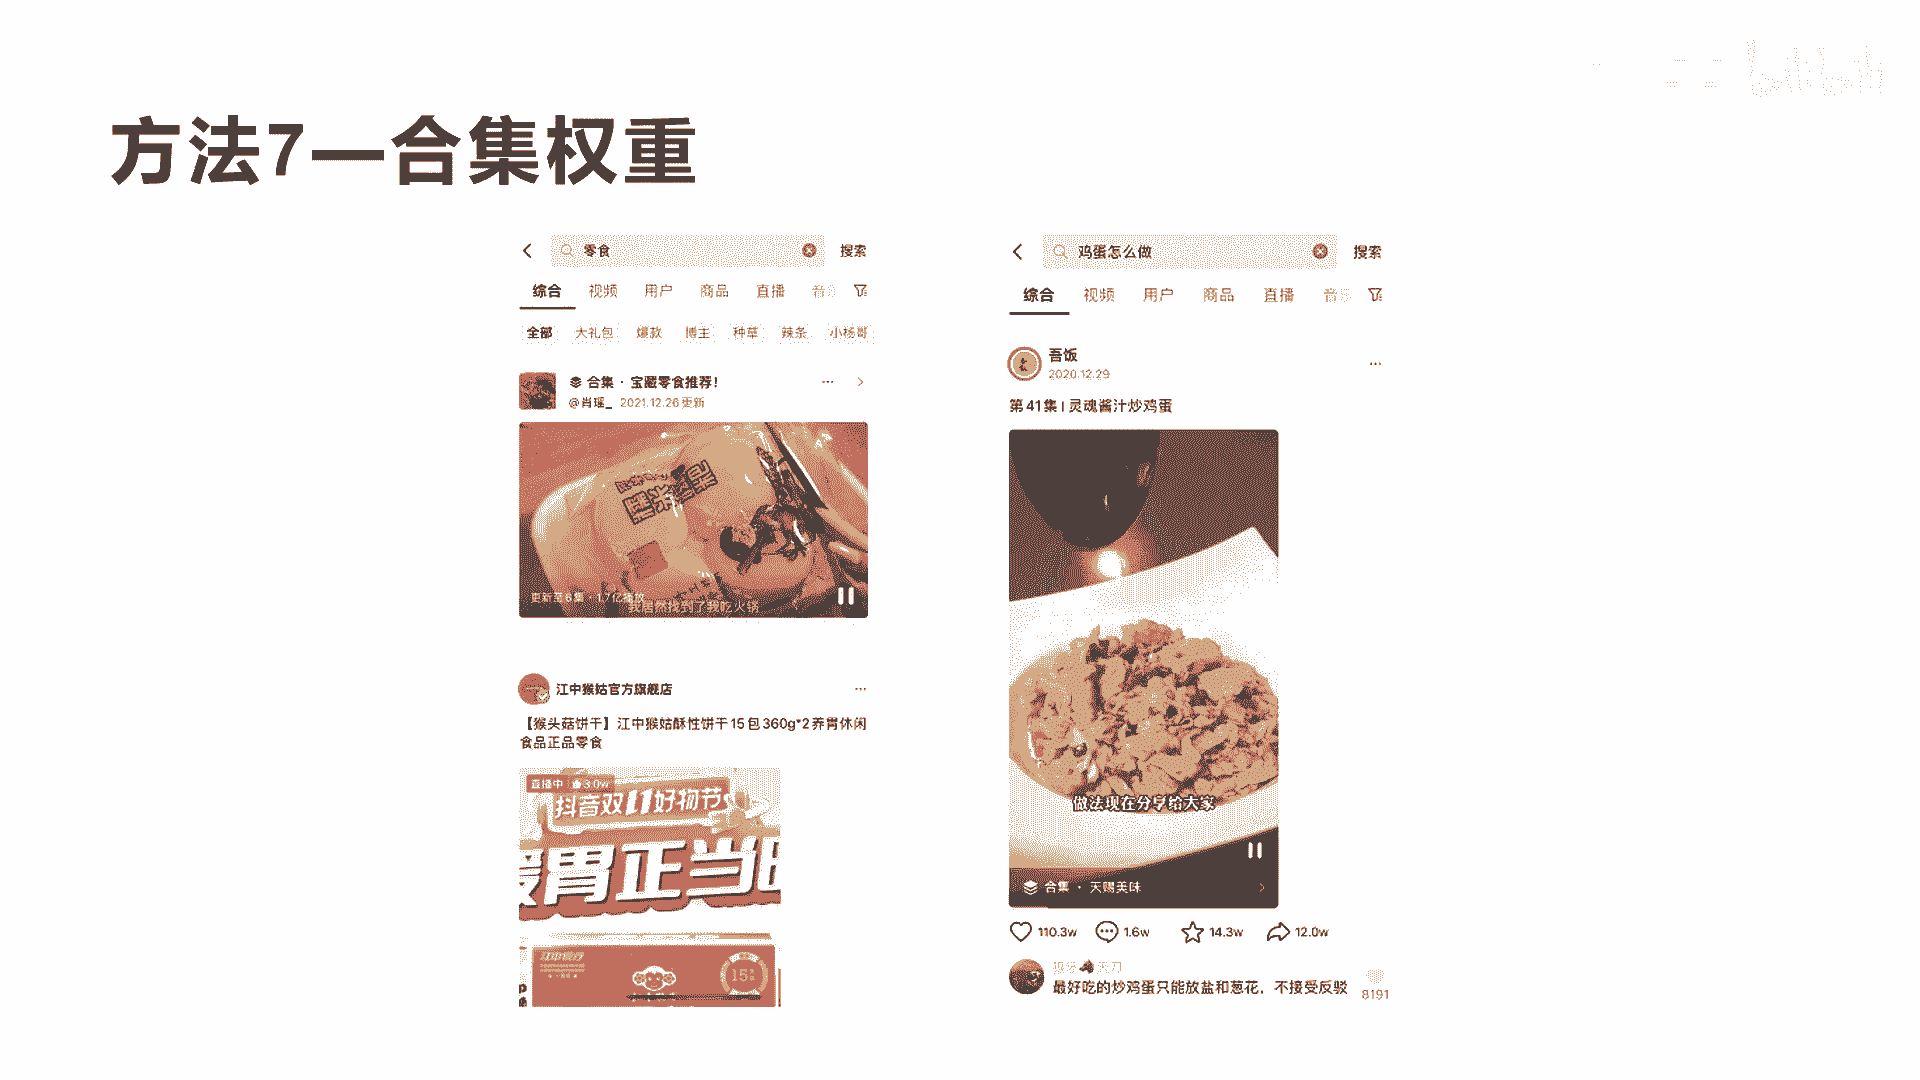 bilibili
方法7—合集权重
零食
搜索
综合 视频 用户 商品 直播 音乐
全部 大礼包 爆款 博主 种草 辣条 小杨哥
合集 · 宝藏零食推荐！
@肖瑶_ 2021.12.26更新
更新至6集 · 1.7亿播放
我居然找到了我吃火锅
江中猴姑官方旗舰店
【猴头菇饼干】江中猴姑酥性饼干15包360g*2养胃休闲
食品正品零食
直播中 3.0w
抖音双11好物节
暖胃正当时
15
鸡蛋怎么做
搜索
综合 视频 用户 商品 直播 音乐
吾饭
2020.12.29
第41集 | 灵魂酱汁炒鸡蛋
做法现在分享给大家
合集 · 天赐美味
110.3w 1.6w 14.3w 12.0w
最好吃的炒鸡蛋只能放盐和葱花，不接受反驳
8191